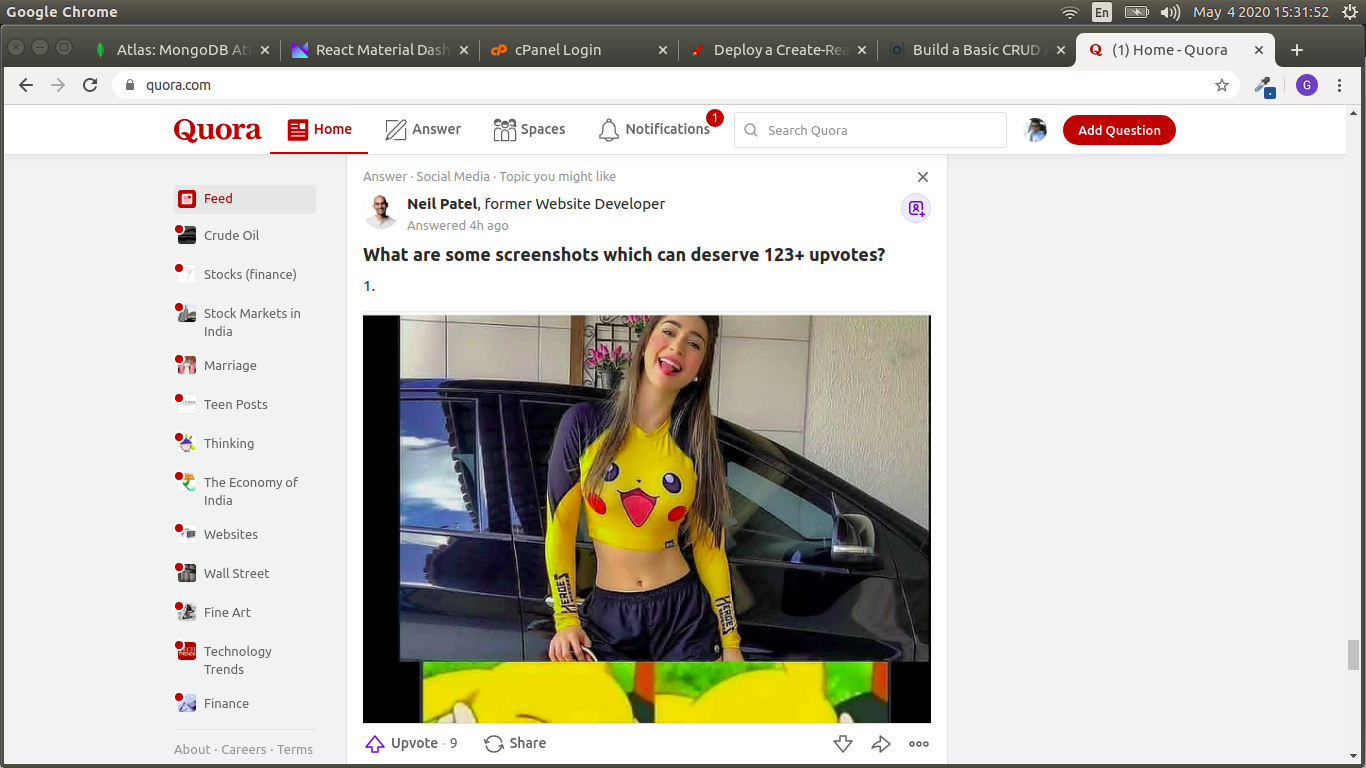 Google Chrome
En
May 4 2020 15:31:52
Atlas: MongoDB Atl
React Material Dash
cP
cPanel Login
Deploy a Create-Rea
Build a Basic CRUD A
Q
(1) Home - Quora
quora.com
G
Quora
Home
Answer
Spaces
Notifications
1
Search Quora
Add Question
Feed
Crude Oil
Stocks (finance)
Stock Markets in
India
Marriage
Teen Posts
Thinking
The Economy of
India
Websites
Wall Street
Fine Art
Technology
Trends
Finance
About · Careers · Terms
Answer · Social Media · Topic you might like
Neil Patel, former Website Developer
Answered 4h ago
What are some screenshots which can deserve 123+ upvotes?
1.
HEROES
HEROES
Upvote · 9
Share